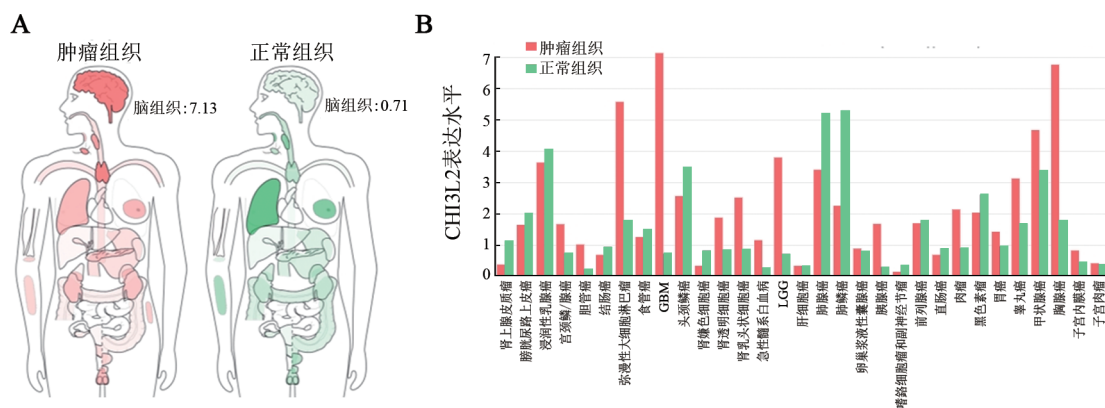 A
肿瘤组织
正常组织
脑组织:7.13
脑组织:0.71
B
肿瘤组织
正常组织
CHI3L2表达水平
7
6
5
4
3
2
1
0
肾上腺皮质瘤
膀胱尿路上皮癌
浸润性乳腺癌
宫颈鳞/腺癌
胆管癌
结肠癌
弥漫性大细胞淋巴瘤
食管癌
GBM
头颈鳞癌
肾嫌色细胞癌
肾透明细胞癌
肾乳头状细胞癌
急性髓系白血病
LGG
肝细胞癌
肺腺癌
肺鳞癌
卵巢浆液性囊腺癌
胰腺癌
嗜鉻细胞瘤和副神经节瘤
前列腺癌
直肠癌
肉瘤
黑色素瘤
胃癌
睾丸癌
甲状腺癌
胸腺癌
子宫内膜癌
子宫肉瘤